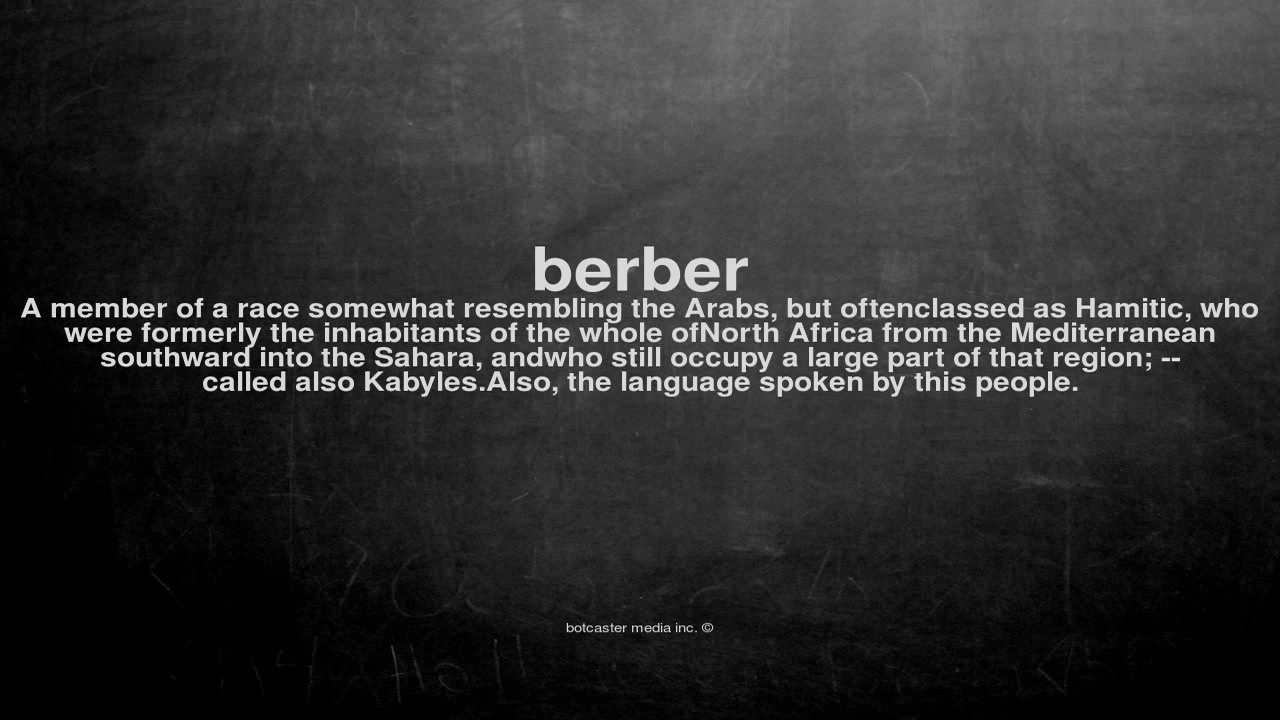 berber
A member of a race somewhat resembling the Arabs, but oftenclassed as Hamitic, who
were formerly the inhabitants of the whole ofNorth Africa from the Mediterranean
southward into the Sahara, andwho still occupy a large part of that region; --
called also Kabyles.Also, the language spoken by this people.
botcaster media inc. ©